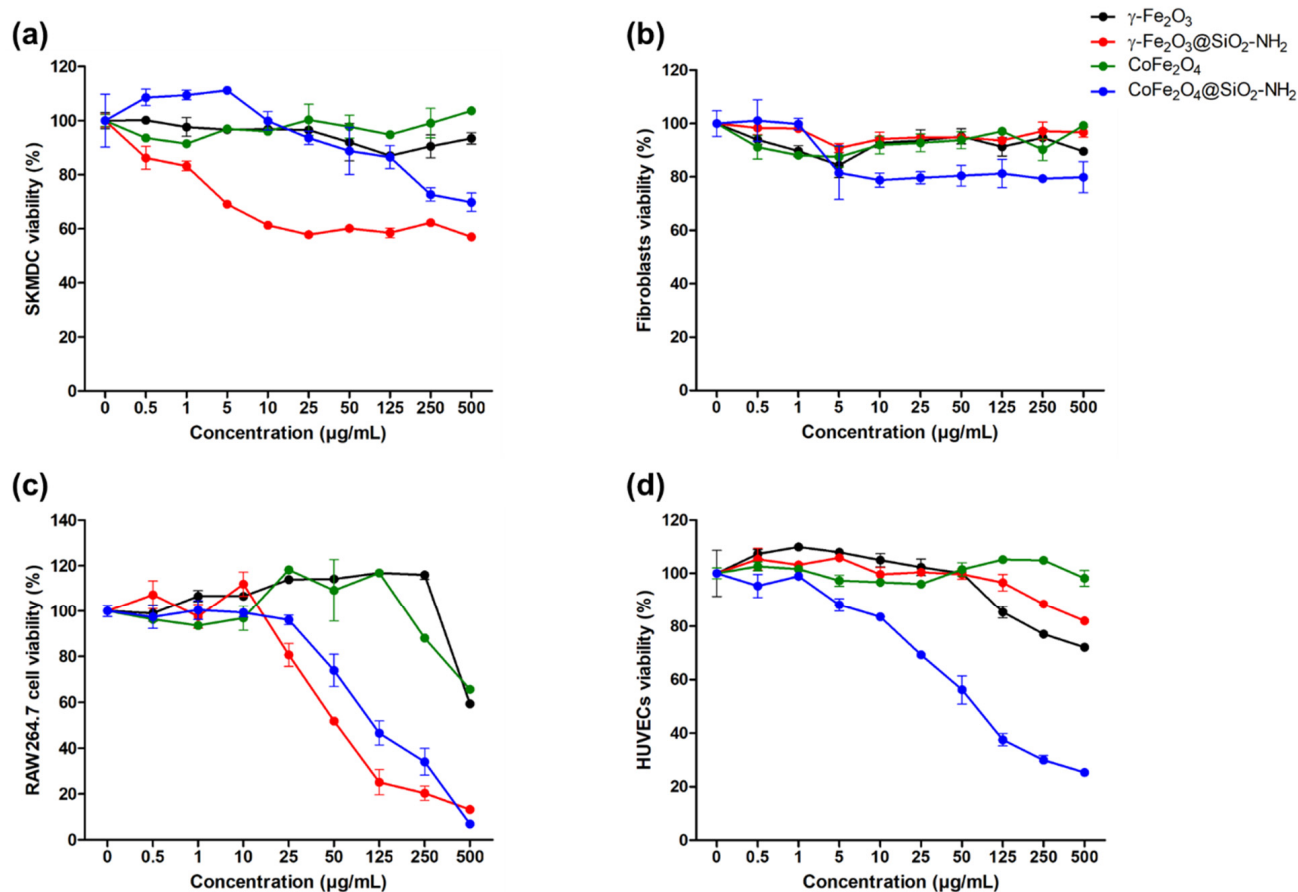 (a)
120
100
80
60
40
20
0
SKMDC viability (%)
0 0.5 1 5 10 25 50 125 250 500
Concentration (µg/mL)
(b)
120
100
80
60
40
20
0
Fibroblasts viability (%)
0 0.5 1 5 10 25 50 125 250 500
Concentration (µg/mL)
γ-Fe₂O₃
γ-Fe₂O₃@SiO₂-NH₂
CoFe₂O₄
CoFe₂O₄@SiO₂-NH₂
(c)
140
120
100
80
60
40
20
0
RAW264.7 cell viability (%)
0 0.5 1 10 25 50 125 250 500
Concentration (µg/mL)
(d)
120
100
80
60
40
20
0
HUVECs viability (%)
0 0.5 1 5 10 25 50 125 250 500
Concentration (µg/mL)